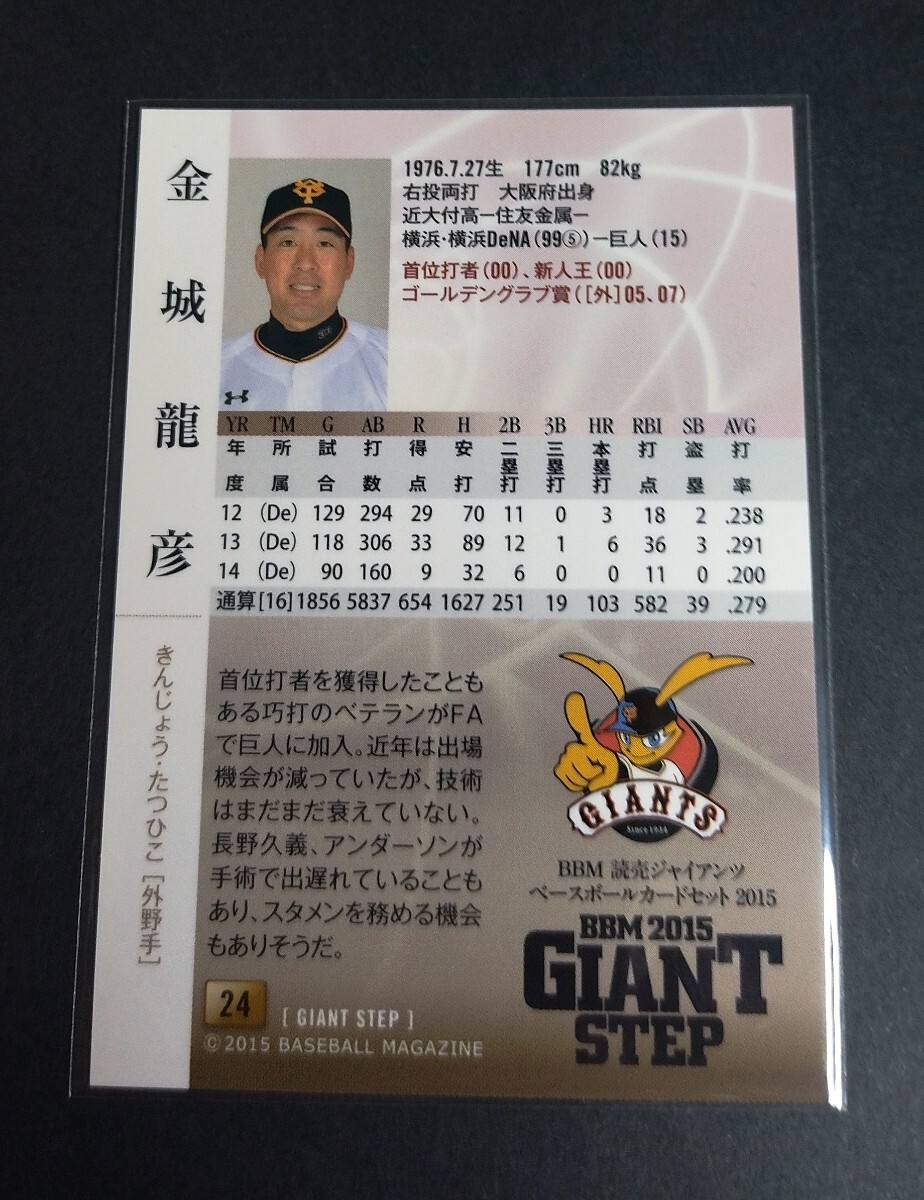 金城龍彦
きんじょう・たつひこ[外野手]
1976.7.27生 177cm 82kg
右投両打 大阪府出身
近大付高ー住友金属ー
横浜・横浜DeNA(99⑤)ー巨人(15)
首位打者(00)、新人王(00)
ゴールデングラブ賞([外]05、07)
YR TM G AB R H 2B 3B HR RBI SB AVG
年度 所属 試合 打数 得点 安打 二塁打 三塁打 本塁打 打点 盗塁 打率
12 (De) 129 294 29 70 11 0 3 18 2 .238
13 (De) 118 306 33 89 12 1 6 36 3 .291
14 (De) 90 160 9 32 6 0 0 11 0 .200
通算 [16] 1856 5837 654 1627 251 19 103 582 39 .279
首位打者を獲得したことも
ある巧打のベテランがFA
で巨人に加入。近年は出場
機会が減っていたが、技術
はまだまだ衰えていない。
長野久義、アンダーソンが
手術で出遅れていることも
あり、スタメンを務める機会
もありそうだ。
GIANTS
Since 1934
BBM 読売ジャイアンツ
ベースボールカードセット 2015
BBM 2015
GIANT
STEP
24
[ GIANT STEP ]
©2015 BASEBALL MAGAZINE